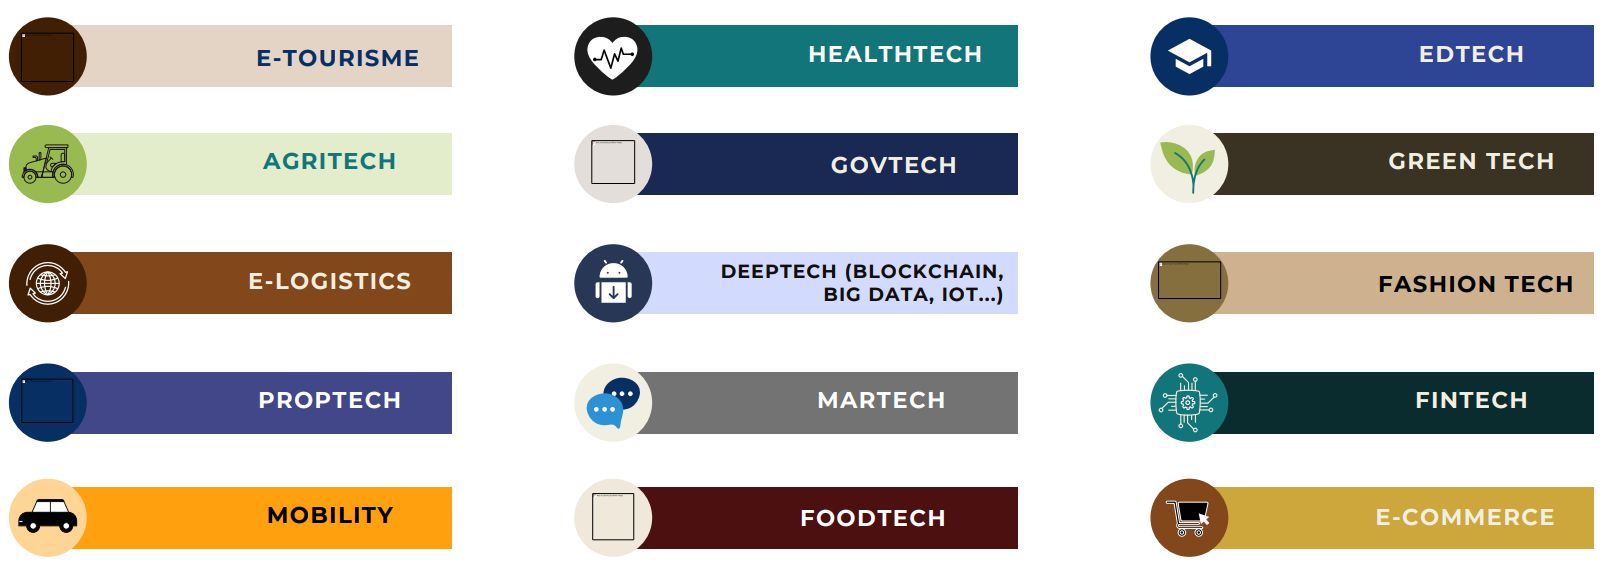 E-TOURISME
HEALTHTECH
EDTECH
AGRITECH
GOVTECH
GREEN TECH
E-LOGISTICS
DEEPTECH (BLOCKCHAIN,
BIG DATA, IOT...)
FASHION TECH
PROPTECH
MARTECH
FINTECH
MOBILITY
FOODTECH
E-COMMERCE